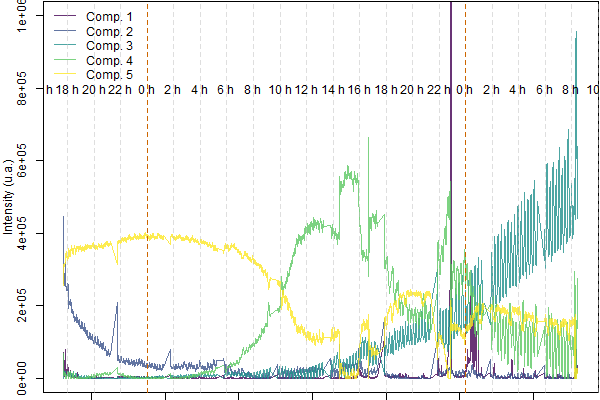 1e+06
8e+05
6e+05
4e+05
2e+05
0e+00
Intensity (u.a.)
Comp. 1
Comp. 2
Comp. 3
Comp. 4
Comp. 5
h 18 h 20 h 22 h 0 h 2 h 4 h 6 h 8 h 10 h 12 h 14 h 16 h 18 h 20 h 22 h 0 h 2 h 4 h 6 h 8 h 10